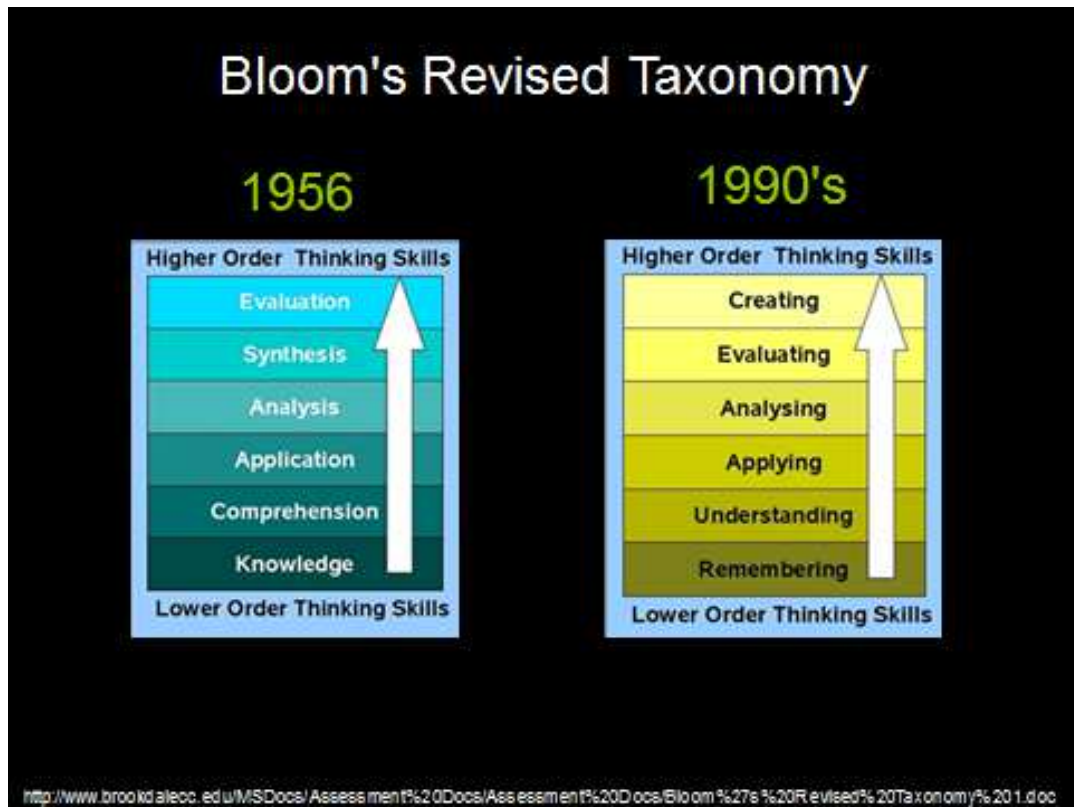 Bloom's Revised Taxonomy
1956
Higher Order Thinking Skills
Evaluation
Synthesis
Analysis
Application
Comprehension
Knowledge
Lower Order Thinking Skills
1990's
Higher Order Thinking Skills
Creating
Evaluating
Analysing
Applying
Understanding
Remembering
Lower Order Thinking Skills
http://www.brookdalecc.edu/MSDocs/Assessment%20Docs/Assessment%20Docs/Bloom%27s%20Revised%20Taxonomy%201.doc